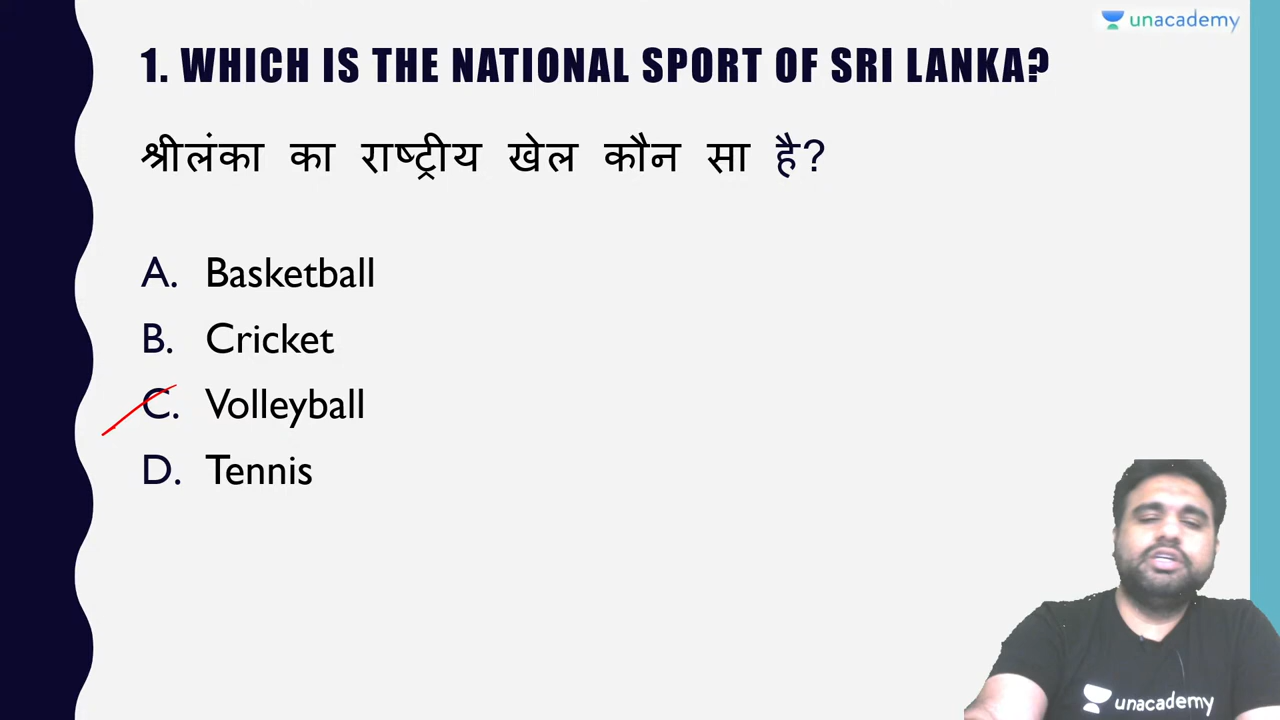 unacademy
1. WHICH IS THE NATIONAL SPORT OF SRI LANKA?
श्रीलंका का राष्ट्रीय खेल कौन सा है?
A. Basketball
B. Cricket
C. Volleyball
D. Tennis
unacademy